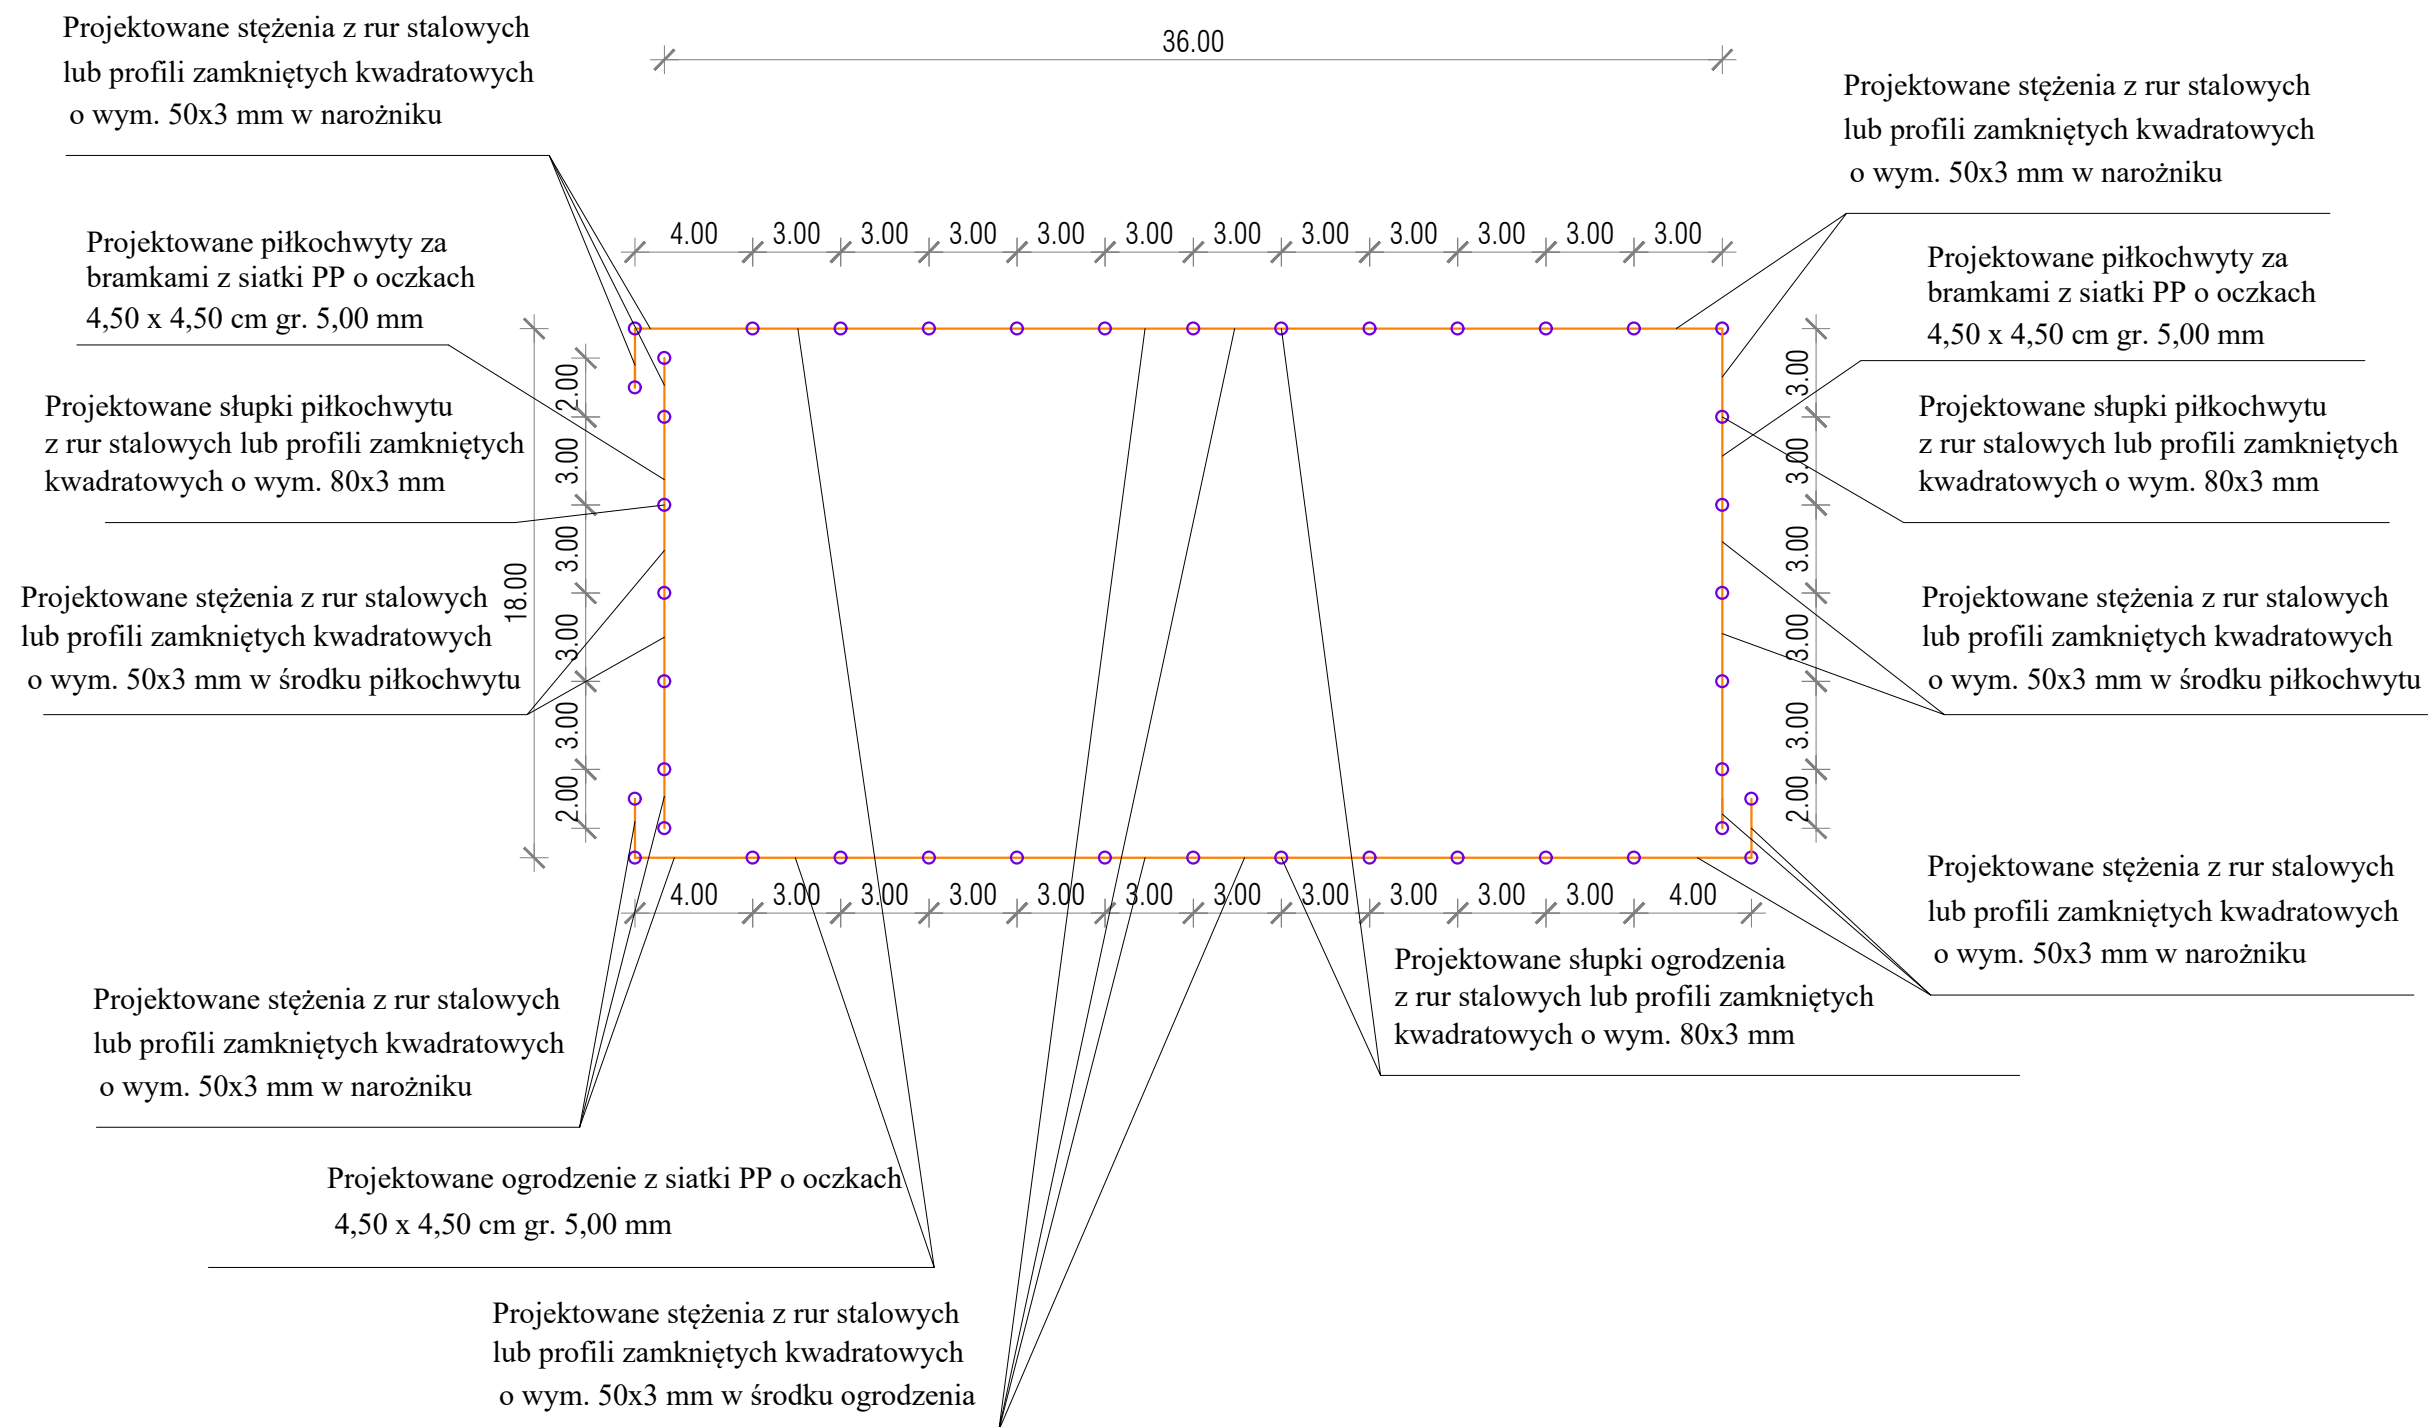 Projektowane stężenia z rur stalowych
lub profili zamkniętych kwadratowych
o wym. 50x3 mm w narożniku
36.00
Projektowane stężenia z rur stalowych
lub profili zamkniętych kwadratowych
o wym. 50x3 mm w narożniku
Projektowane piłkochwyty za
bramkami z siatki PP o oczkach
4,50 x 4,50 cm gr. 5,00 mm
4.00 3.00 3.00 3.00 3.00 3.00 3.00 3.00 3.00 3.00 3.00 3.00
Projektowane piłkochwyty za
bramkami z siatki PP o oczkach
4,50 x 4,50 cm gr. 5,00 mm
Projektowane słupki piłkochwytu
z rur stalowych lub profili zamkniętych
kwadratowych o wym. 80x3 mm
18.00
2.00
3.00
3.00
3.00
3.00
2.00
3.00
3.00
3.00
3.00
3.00
2.00
Projektowane słupki piłkochwytu
z rur stalowych lub profili zamkniętych
kwadratowych o wym. 80x3 mm
Projektowane stężenia z rur stalowych
lub profili zamkniętych kwadratowych
o wym. 50x3 mm w środku piłkochwytu
Projektowane stężenia z rur stalowych
lub profili zamkniętych kwadratowych
o wym. 50x3 mm w środku piłkochwytu
4.00 3.00 3.00 3.00 3.00 3.00 3.00 3.00 3.00 3.00 3.00 4.00
Projektowane stężenia z rur stalowych
lub profili zamkniętych kwadratowych
o wym. 50x3 mm w narożniku
Projektowane słupki ogrodzenia
z rur stalowych lub profili zamkniętych
kwadratowych o wym. 80x3 mm
Projektowane stężenia z rur stalowych
lub profili zamkniętych kwadratowych
o wym. 50x3 mm w narożniku
Projektowane ogrodzenie z siatki PP o oczkach
4,50 x 4,50 cm gr. 5,00 mm
Projektowane stężenia z rur stalowych
lub profili zamkniętych kwadratowych
o wym. 50x3 mm w środku ogrodzenia